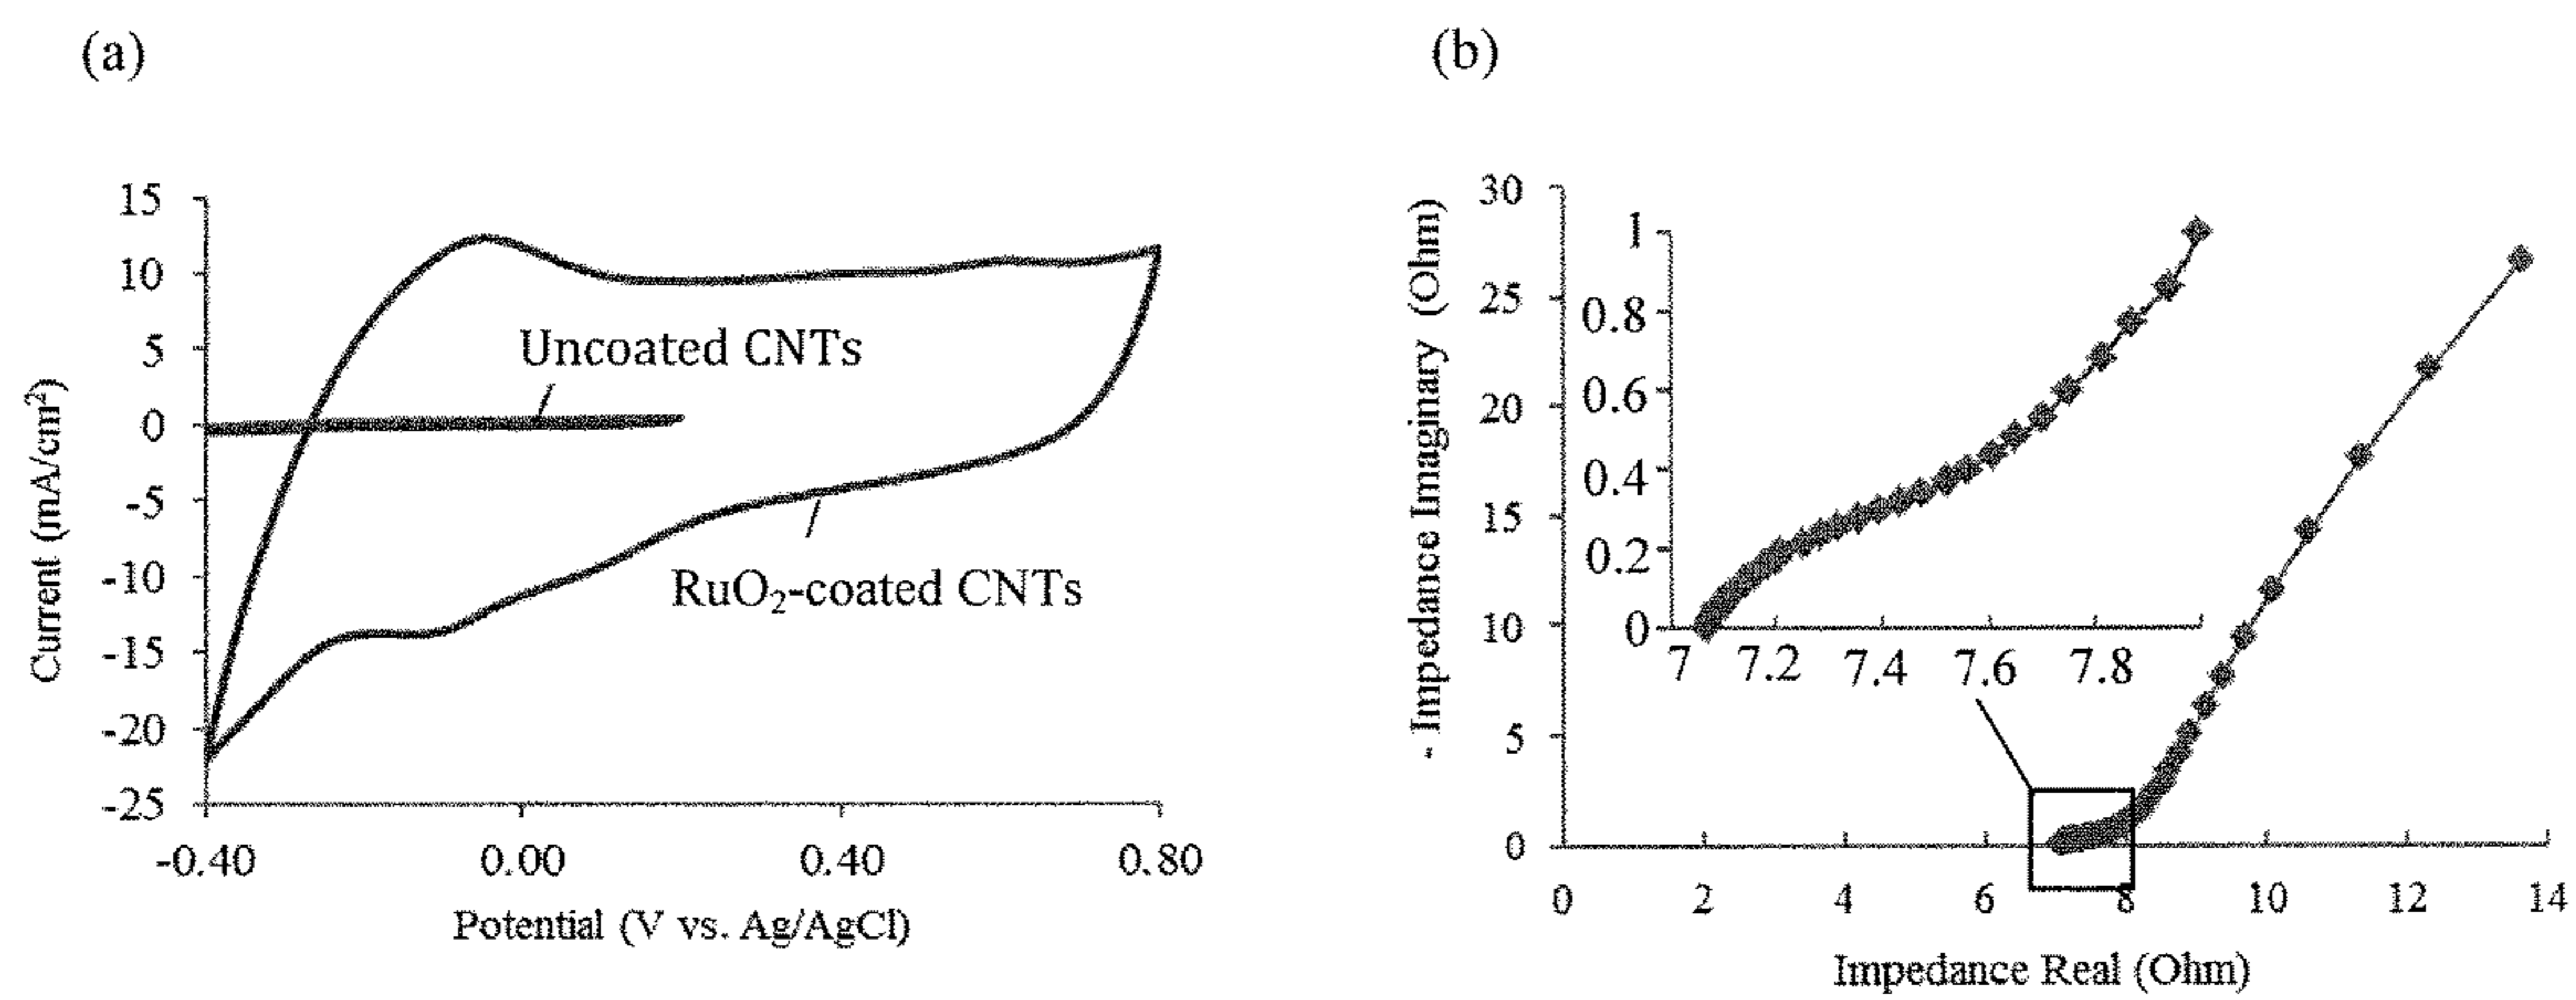 (a)
15
10
5
0
-5
-10
-15
-20
-25
-0.40 0.00 0.40 0.80
Current (mA/cm²)
Potential (V vs. Ag/AgCl)
Uncoated CNTs
RuO₂-coated CNTs
(b)
30
25
20
15
10
5
0
0 2 4 6 8 10 12 14
- Impedance Imaginary (Ohm)
Impedance Real (Ohm)
1
0.8
0.6
0.4
0.2
0
7 7.2 7.4 7.6 7.8